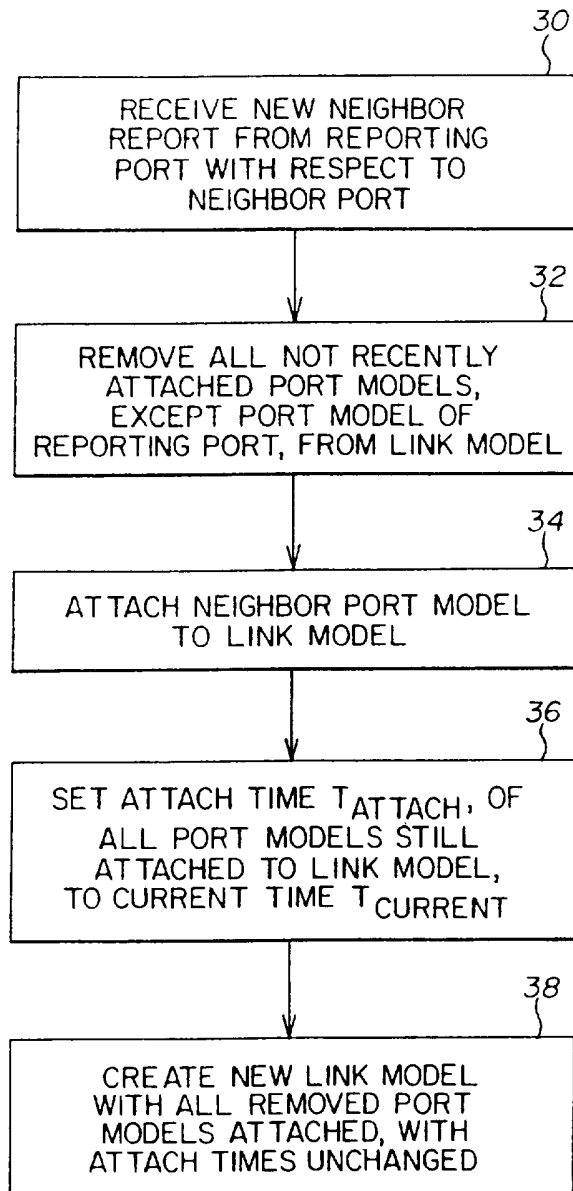 30
RECEIVE NEW NEIGHBOR
REPORT FROM REPORTING
PORT WITH RESPECT TO
NEIGHBOR PORT
32
REMOVE ALL NOT RECENTLY
ATTACHED PORT MODELS,
EXCEPT PORT MODEL OF
REPORTING PORT, FROM LINK MODEL
34
ATTACH NEIGHBOR PORT MODEL
TO LINK MODEL
36
SET ATTACH TIME TATTACH, OF
ALL PORT MODELS STILL
ATTACHED TO LINK MODEL,
TO CURRENT TIME TCURRENT
38
CREATE NEW LINK MODEL
WITH ALL REMOVED PORT
MODELS ATTACHED, WITH
ATTACH TIMES UNCHANGED